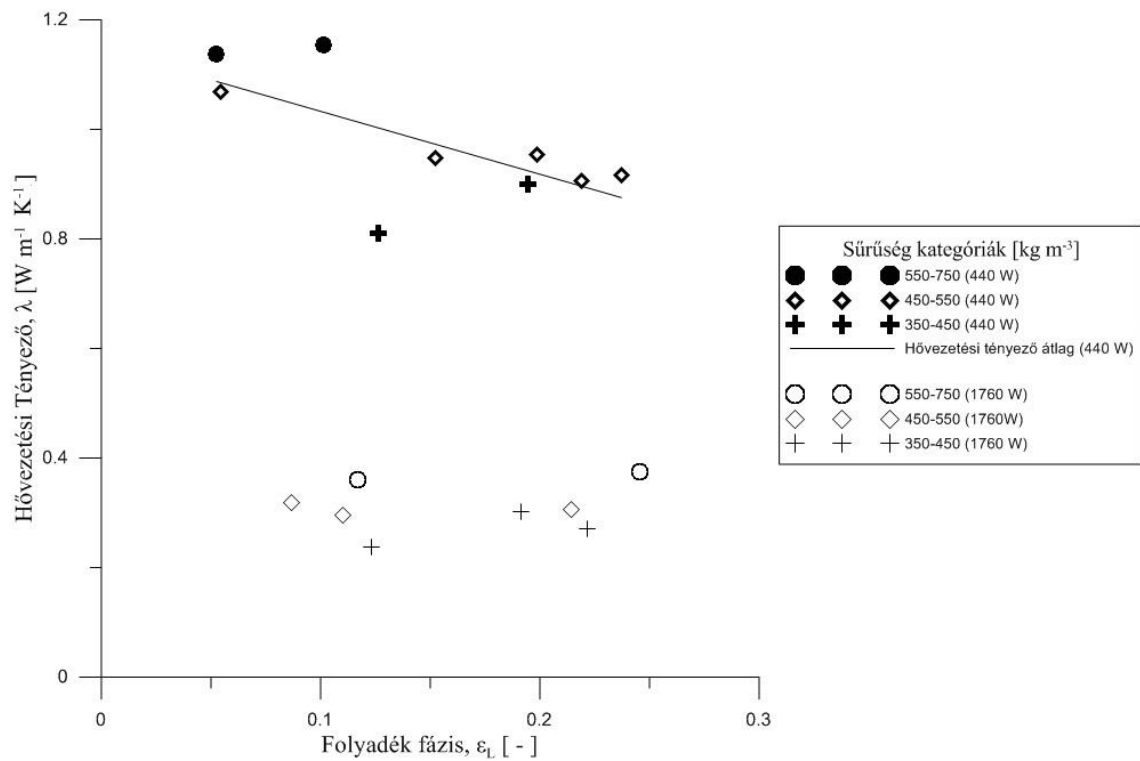 1.2
0.8
0.4
0
Hővezetési Tényező, λ [W m⁻¹ K⁻¹]
0
0.1
0.2
0.3
Folyadék fázis, ε_L [ - ]
Sűrűség kategóriák [kg m⁻³]
550-750 (440 W)
450-550 (440 W)
350-450 (440 W)
Hővezetési tényező átlag (440 W)
550-750 (1760 W)
450-550 (1760W)
350-450 (1760 W)